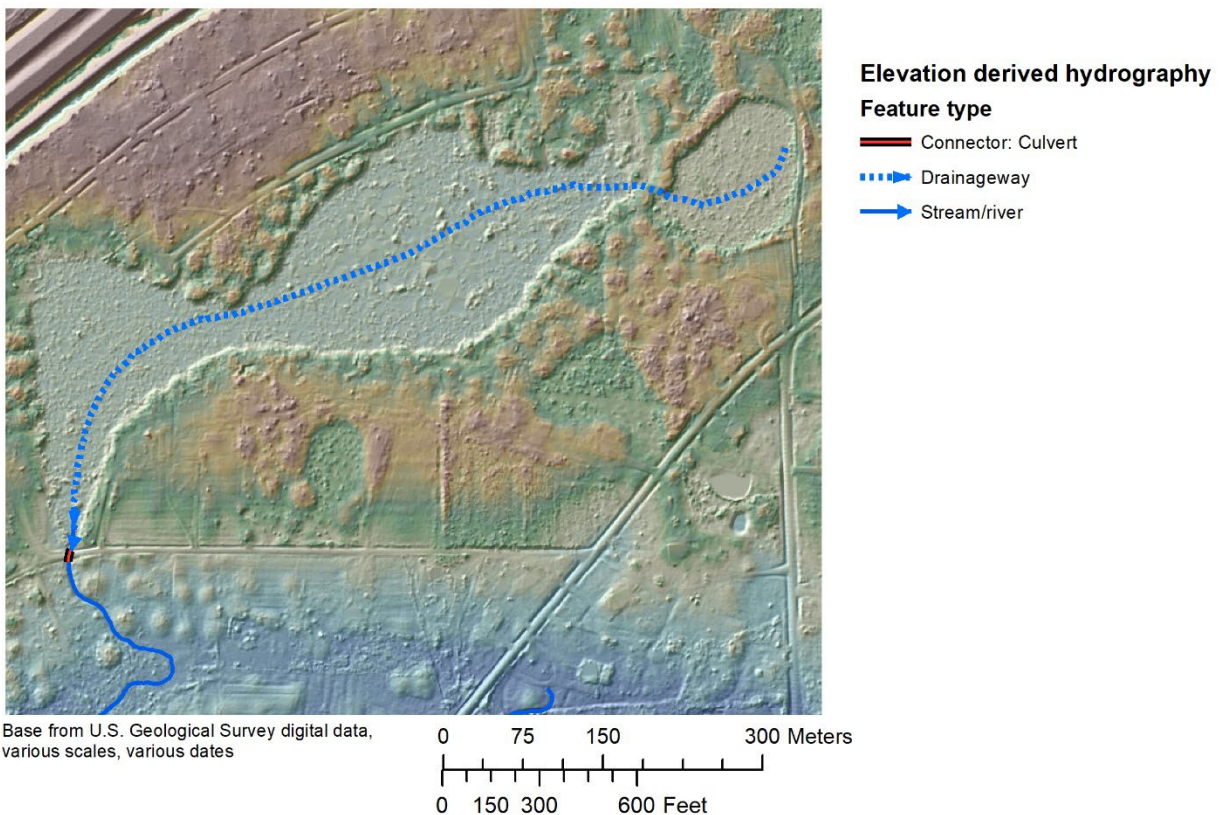 Elevation derived hydrography
Feature type
Connector: Culvert
Drainageway
Stream/river
Base from U.S. Geological Survey digital data,
various scales, various dates
0 75 150 300 Meters
0 150 300 600 Feet